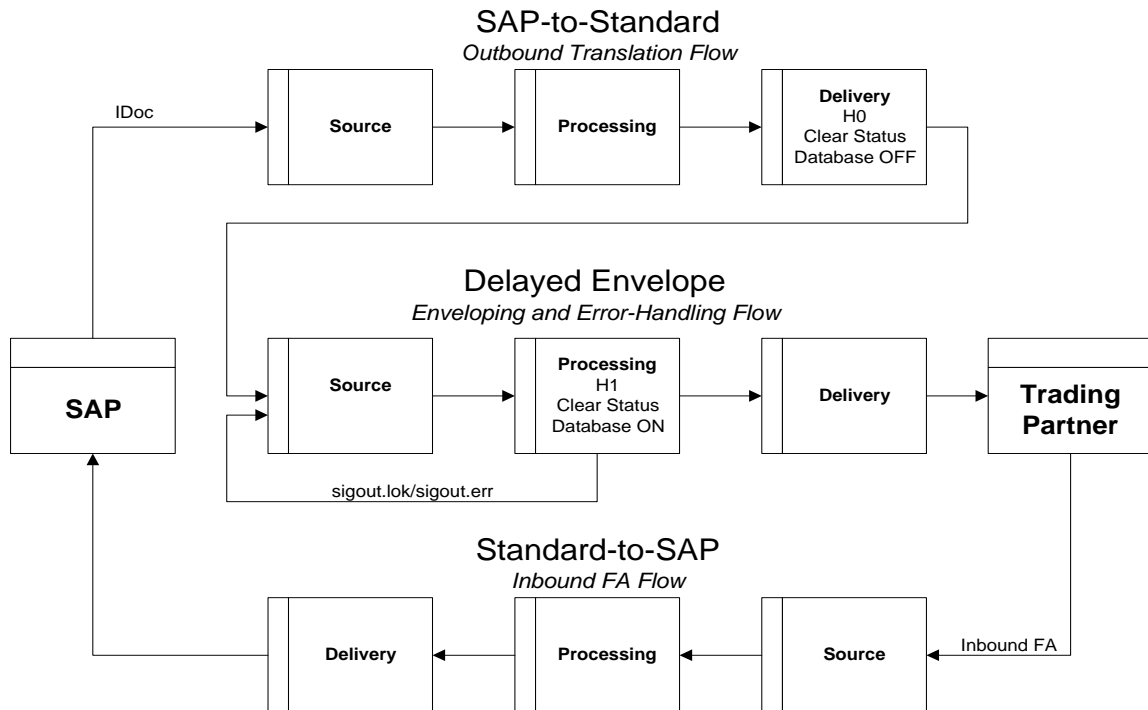 SAP-to-Standard
Outbound Translation Flow
IDoc
Source
Processing
Delivery
H0
Clear Status
Database OFF
Delayed Envelope
Enveloping and Error-Handling Flow
SAP
Source
Processing
H1
Clear Status
Database ON
Delivery
Trading
Partner
sigout.lok/sigout.err
Standard-to-SAP
Inbound FA Flow
Delivery
Processing
Source
Inbound FA